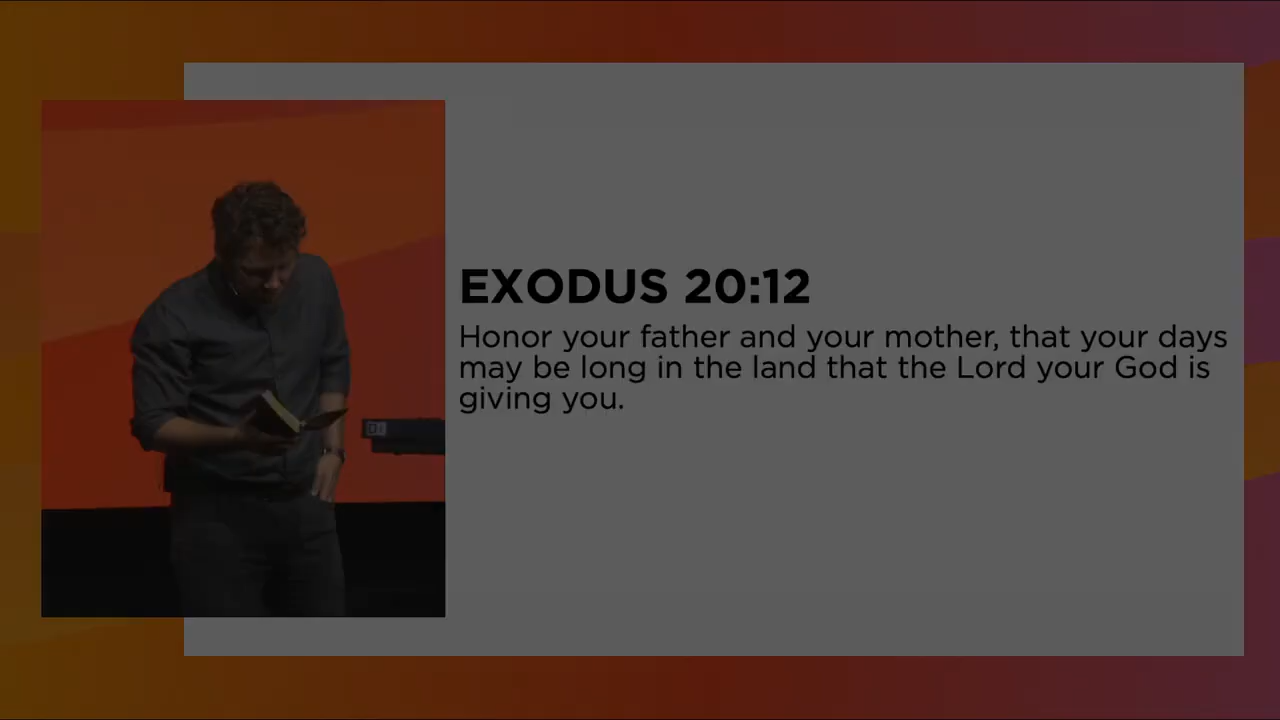 EXODUS 20:12
Honor your father and your mother, that your days
may be long in the land that the Lord your God is
giving you.